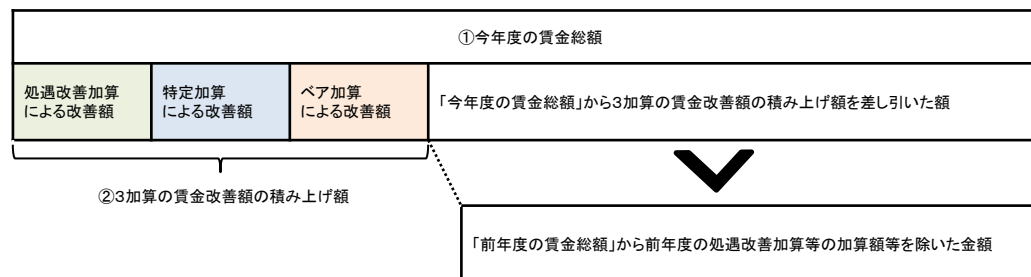 ①今年度の賃金総額
処遇改善加算
による改善額
特定加算
による改善額
ベア加算
による改善額
「今年度の賃金総額」から3加算の賃金改善額の積み上げ額を差し引いた額
②3加算の賃金改善額の積み上げ額
「前年度の賃金総額」から前年度の処遇改善加算等の加算額等を除いた金額